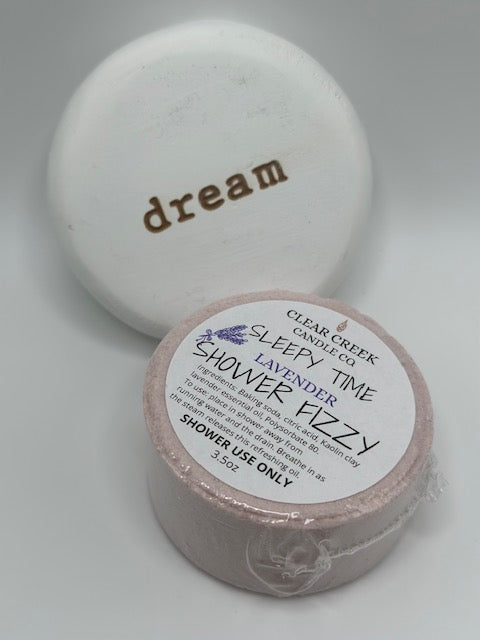 dream
CLEAR CREEK
CANDLE CO.
SLEEPY TIME
LAVENDER
SHOWER FIZZY
Ingredients: Baking soda, citric acid, Kaolin clay
lavender essential oil, Polysorbate 80.
To use: place in shower away from
running water and the drain. Breathe in as
the steam releases this refreshing oil.
SHOWER USE ONLY
3.5oz